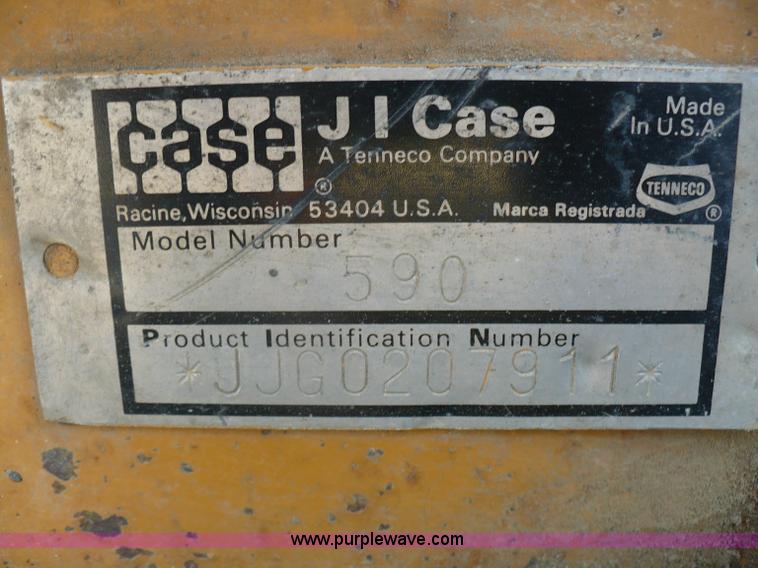 case
J I Case
Made
In U.S.A.
A Tenneco Company
®
TENNECO
Racine, Wisconsin 53404 U.S.A. Marca Registrada ®
Model Number
590
Product Identification Number
*JJG0207911*
www.purplewave.com